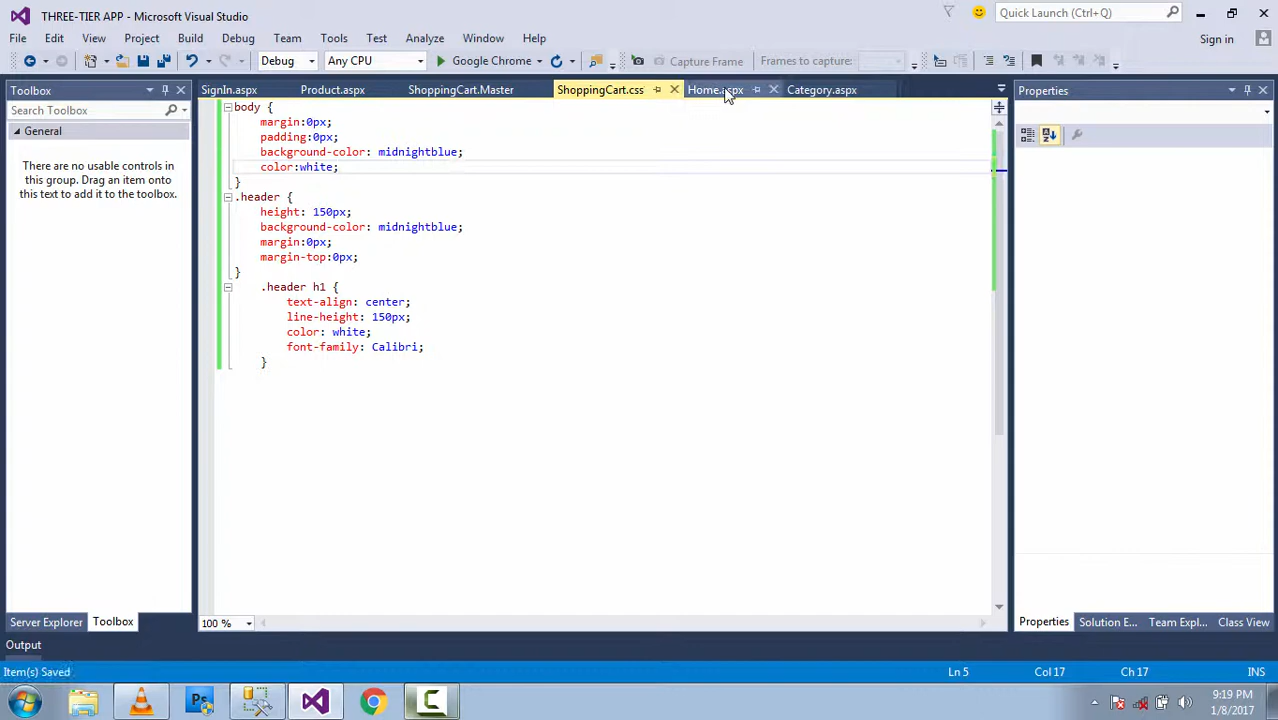 THREE-TIER APP - Microsoft Visual Studio
Quick Launch (Ctrl+Q)
File Edit View Project Build Debug Team Tools Test Analyze Window Help
Sign in
Debug Any CPU Google Chrome Capture Frame Frames to capture:
Toolbox
SignIn.aspx Product.aspx ShoppingCart.Master ShoppingCart.css Home.aspx Category.aspx
Properties
Search Toolbox
General
There are no usable controls in
this group. Drag an item onto
this text to add it to the toolbox.
body {
margin:0px;
padding:0px;
background-color: midnightblue;
color:white;
}
.header {
height: 150px;
background-color: midnightblue;
margin:0px;
margin-top:0px;
}
.header h1 {
text-align: center;
line-height: 150px;
color: white;
font-family: Calibri;
}
100 %
Server Explorer Toolbox
Properties Solution E... Team Expl... Class View
Output
Item(s) Saved
Ln 5 Col 17 Ch 17 INS
Ps
C
9:19 PM
1/8/2017